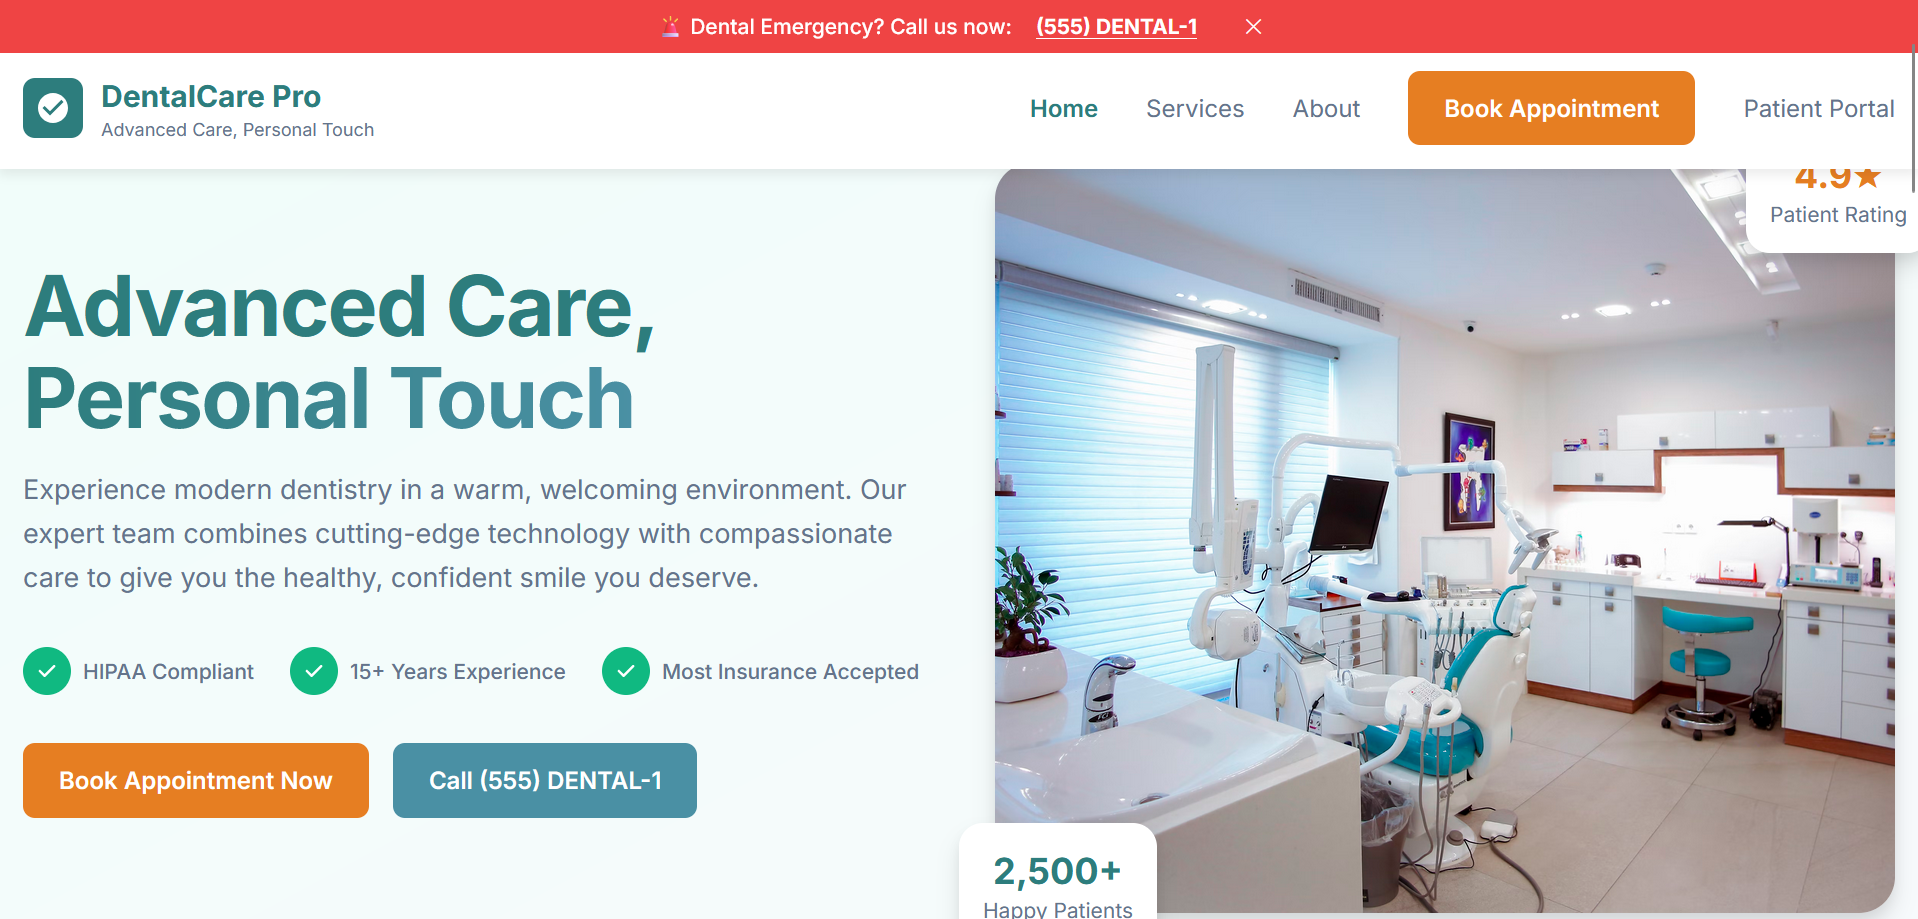 🚨 Dental Emergency? Call us now: (555) DENTAL-1
DentalCare Pro
Advanced Care, Personal Touch
Home
Services
About
Book Appointment
Patient Portal
4.9★
Patient Rating
Advanced Care,
Personal Touch
Experience modern dentistry in a warm, welcoming environment. Our
expert team combines cutting-edge technology with compassionate
care to give you the healthy, confident smile you deserve.
HIPAA Compliant
15+ Years Experience
Most Insurance Accepted
Book Appointment Now
Call (555) DENTAL-1
2,500+
Happy Patients